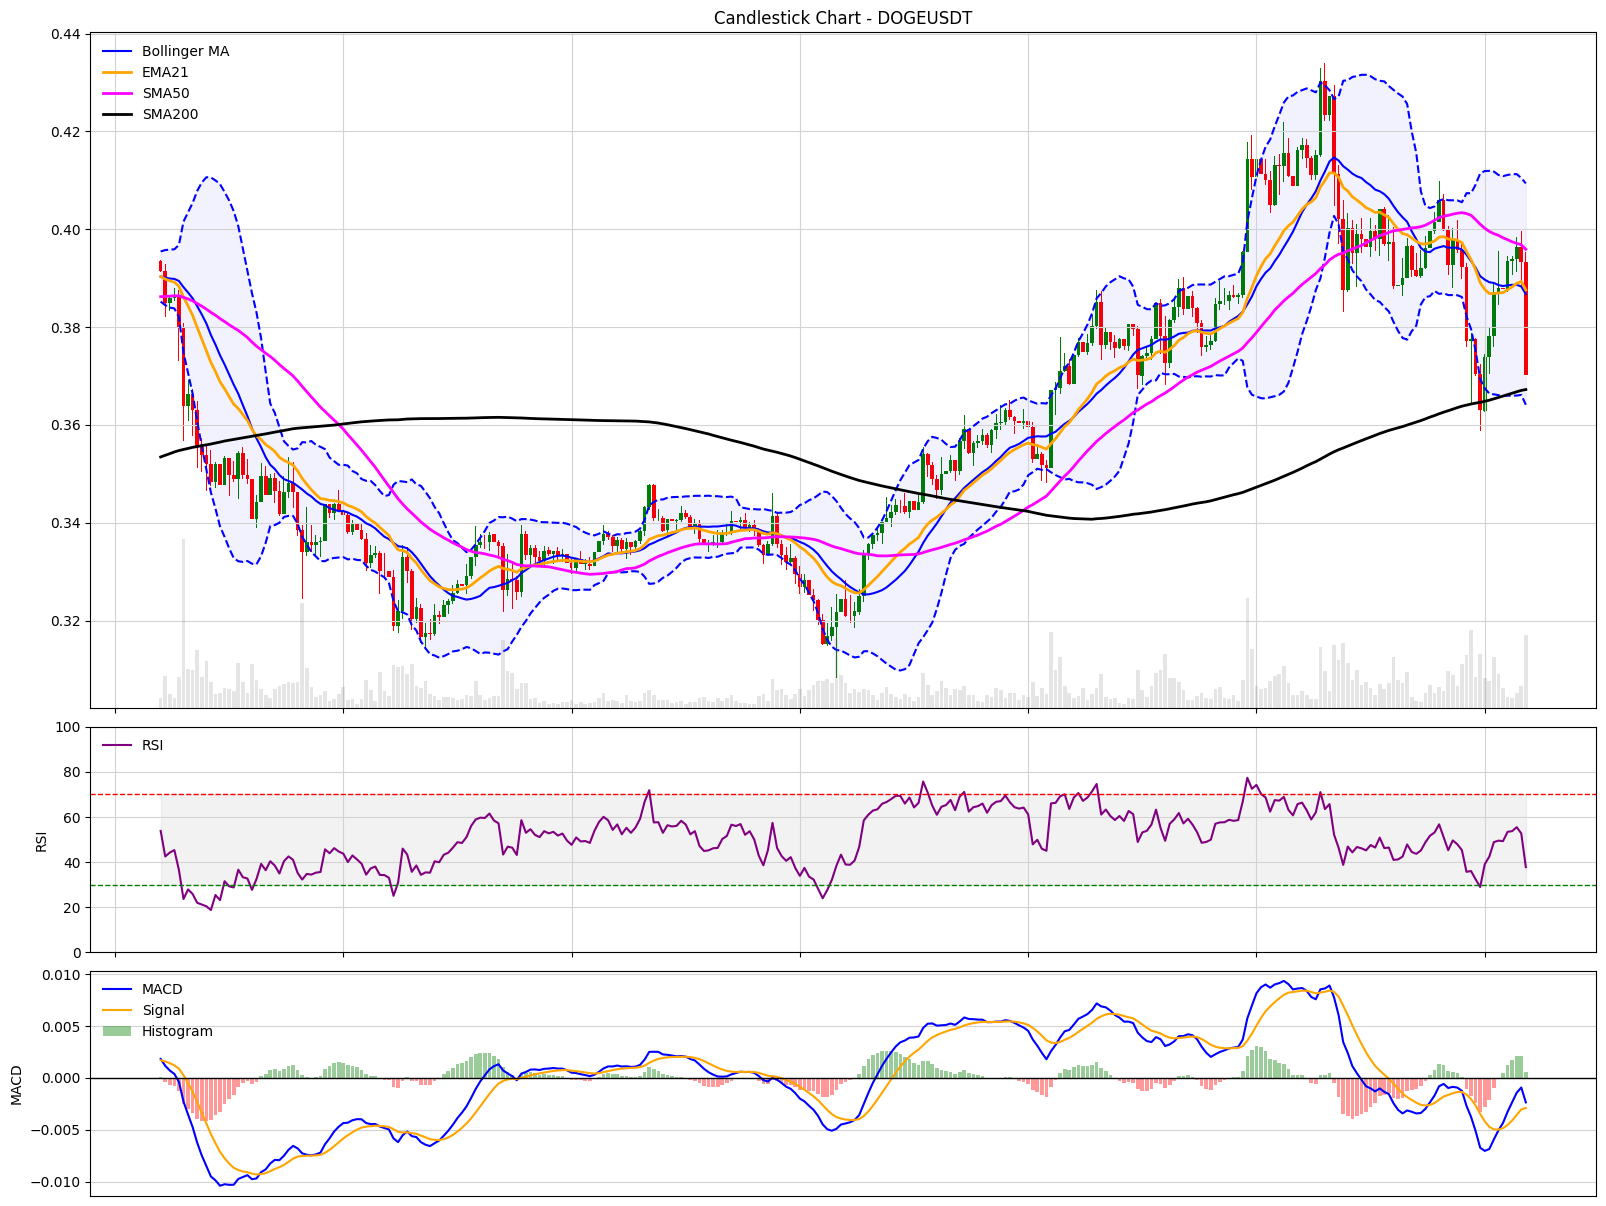 Candlestick Chart - DOGEUSDT
0.44
0.42
0.40
0.38
0.36
0.34
0.32
Bollinger MA
EMA21
SMA50
SMA200
RSI
100
80
60
40
20
0
RSI
MACD
0.010
0.005
0.000
−0.005
−0.010
MACD
Signal
Histogram